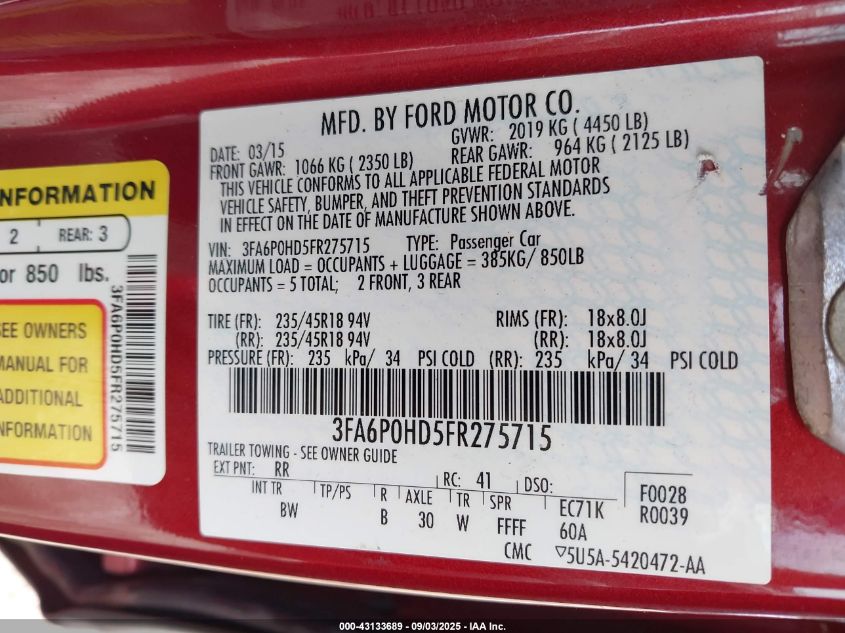 MFD. BY FORD MOTOR CO.
DATE: 03/15
GVWR: 2019 KG ( 4450 LB)
FRONT GAWR: 1066 KG ( 2350 LB)
REAR GAWR: 964 KG ( 2125 LB)
THIS VEHICLE CONFORMS TO ALL APPLICABLE FEDERAL MOTOR
VEHICLE SAFETY, BUMPER, AND THEFT PREVENTION STANDARDS
IN EFFECT ON THE DATE OF MANUFACTURE SHOWN ABOVE.
VIN: 3FA6P0HD5FR275715 TYPE: Passenger Car
MAXIMUM LOAD = OCCUPANTS + LUGGAGE = 385KG/ 850LB
OCCUPANTS = 5 TOTAL; 2 FRONT, 3 REAR
TIRE (FR): 235/45R18 94V RIMS (FR): 18x8.0J
(RR): 235/45R18 94V (RR): 18x8.0J
PRESSURE (FR): 235 kPa/ 34 PSI COLD (RR): 235 kPa/ 34 PSI COLD
3FA6P0HD5FR275715
TRAILER TOWING - SEE OWNER GUIDE
EXT PNT: RR RC: 41 DSO:
INT TR TP/PS R AXLE TR SPR EC71K
BW B 30 W FFFF 60A
F0028
R0039
CMC ▽5U5A-5420472-AA
NFORMATION
2 REAR: 3
or 850 lbs.
SEE OWNERS
MANUAL FOR
ADDITIONAL
INFORMATION
3FA6P0HD5FR275715
000-43133689 - 09/03/2025 - IAA Inc.